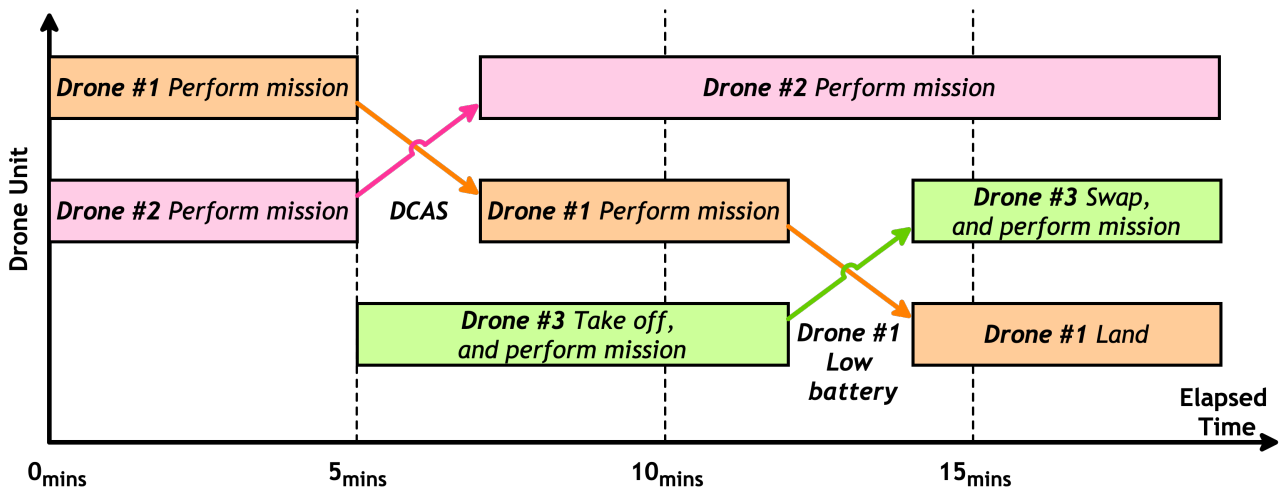 Drone Unit
Drone #1 Perform mission
Drone #2 Perform mission
Drone #2 Perform mission
DCAS
Drone #1 Perform mission
Drone #3 Swap,
and perform mission
Drone #3 Take off,
and perform mission
Drone #1
Low
battery
Drone #1 Land
Elapsed
Time
0mins
5mins
10mins
15mins